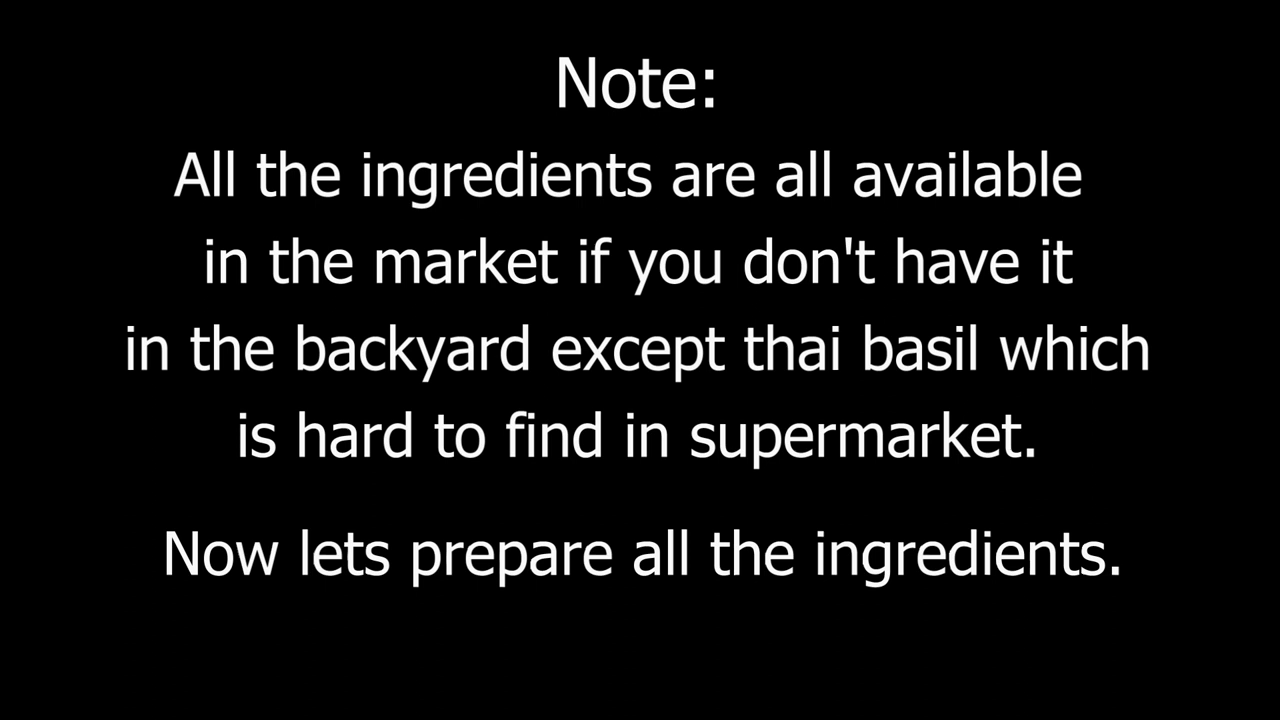 Note:
All the ingredients are all available
in the market if you don't have it
in the backyard except thai basil which
is hard to find in supermarket.
Now lets prepare all the ingredients.